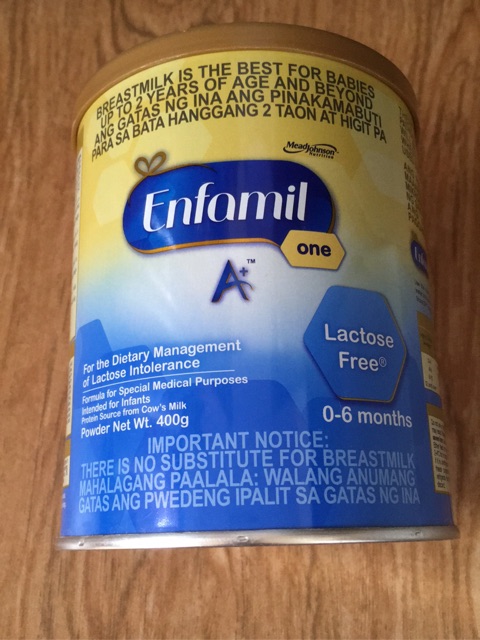 BREASTMILK IS THE BEST FOR BABIES
UP TO 2 YEARS OF AGE AND BEYOND
ANG GATAS NG INA ANG PINAKAMABUTI
PARA SA BATA HANGGANG 2 TAON AT HIGIT PA
MeadJohnson
Nutrition
Enfamil
one
A+™
Lactose
Free®
For the Dietary Management
of Lactose Intolerance
Formula for Special Medical Purposes
Intended for Infants
Protein Source from Cow's Milk
Powder Net Wt. 400g
0-6 months
IMPORTANT NOTICE:
THERE IS NO SUBSTITUTE FOR BREASTMILK
MAHALAGANG PAALALA: WALANG ANUMANG
GATAS ANG PWEDENG IPALIT SA GATAS NG INA